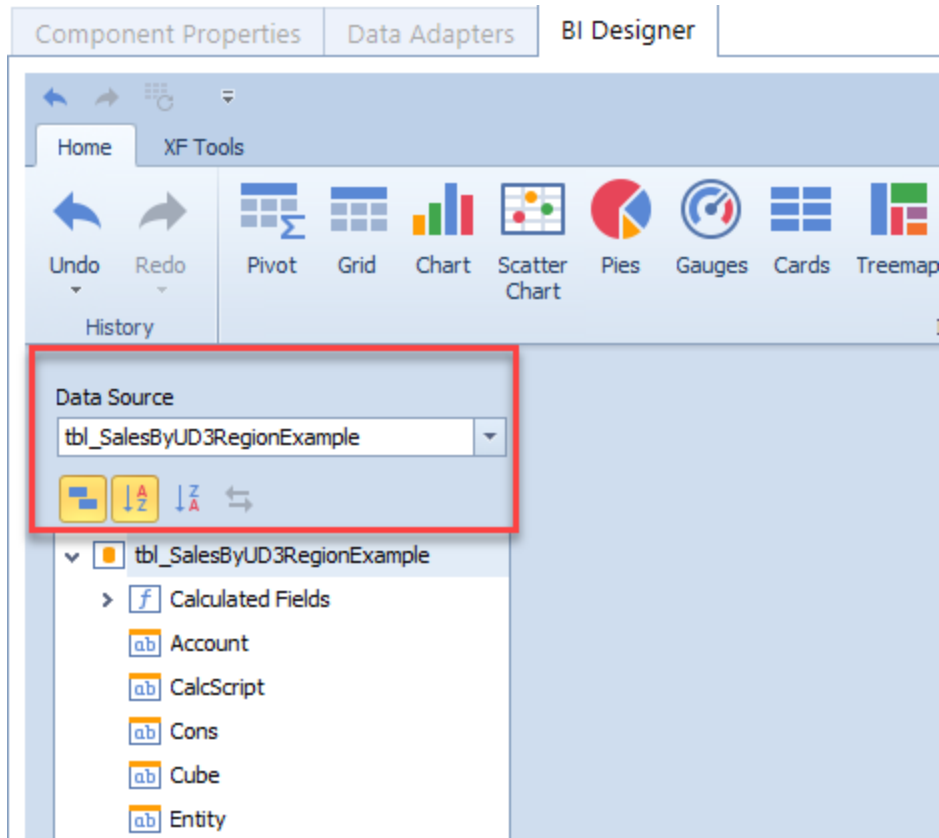 Component Properties Data Adapters BI Designer
Home XF Tools
Undo Redo Pivot Grid Chart Scatter Chart Pies Gauges Cards Treemap
History
Data Source
tbl_SalesByUD3RegionExample
tbl_SalesByUD3RegionExample
Calculated Fields
Account
CalcScript
Cons
Cube
Entity